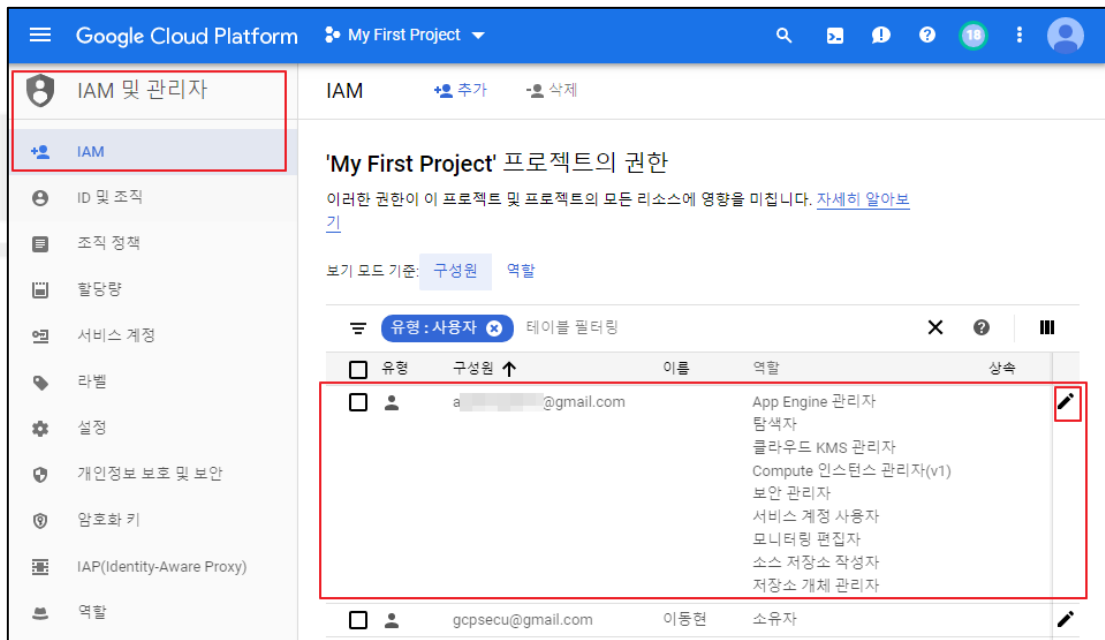 Google Cloud Platform My First Project 18
IAM 및 관리자
IAM
ID 및 조직
조직 정책
할당량
서비스 계정
라벨
설정
개인정보 보호 및 보안
암호화 키
IAP(Identity-Aware Proxy)
역할
IAM 추가 삭제
'My First Project' 프로젝트의 권한
이러한 권한이 이 프로젝트 및 프로젝트의 모든 리소스에 영향을 미칩니다. 자세히 알아보
기
보기 모드 기준: 구성원 역할
유형 : 사용자 테이블 필터링
유형 구성원 이름 역할 상속
a @gmail.com App Engine 관리자
탐색자
클라우드 KMS 관리자
Compute 인스턴스 관리자(v1)
보안 관리자
서비스 계정 사용자
모니터링 편집자
소스 저장소 작성자
저장소 개체 관리자
gcpsecu@gmail.com 이동현 소유자